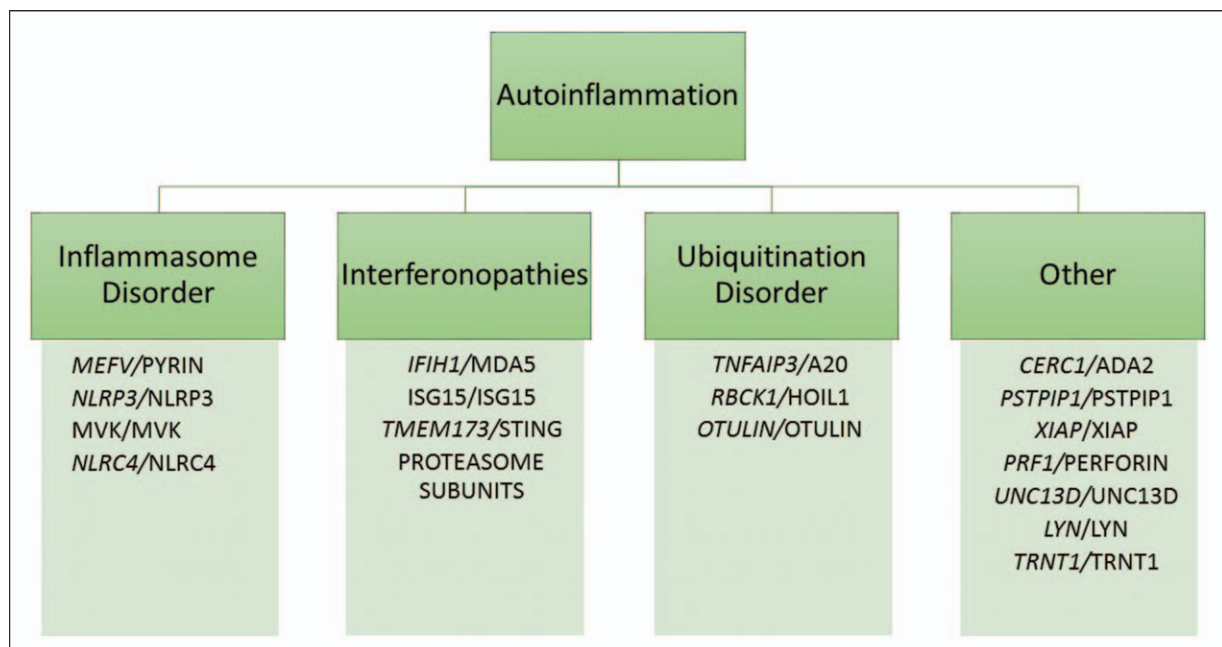 Autoinflammation
Inflammasome
Disorder
MEFV/PYRIN
NLRP3/NLRP3
MVK/MVK
NLRC4/NLRC4
Interferonopathies
IFIH1/MDA5
ISG15/ISG15
TMEM173/STING
PROTEASOME
SUBUNITS
Ubiquitination
Disorder
TNFAIP3/A20
RBCK1/HOIL1
OTULIN/OTULIN
Other
CERC1/ADA2
PSTPIP1/PSTPIP1
XIAP/XIAP
PRF1/PERFORIN
UNC13D/UNC13D
LYN/LYN
TRNT1/TRNT1